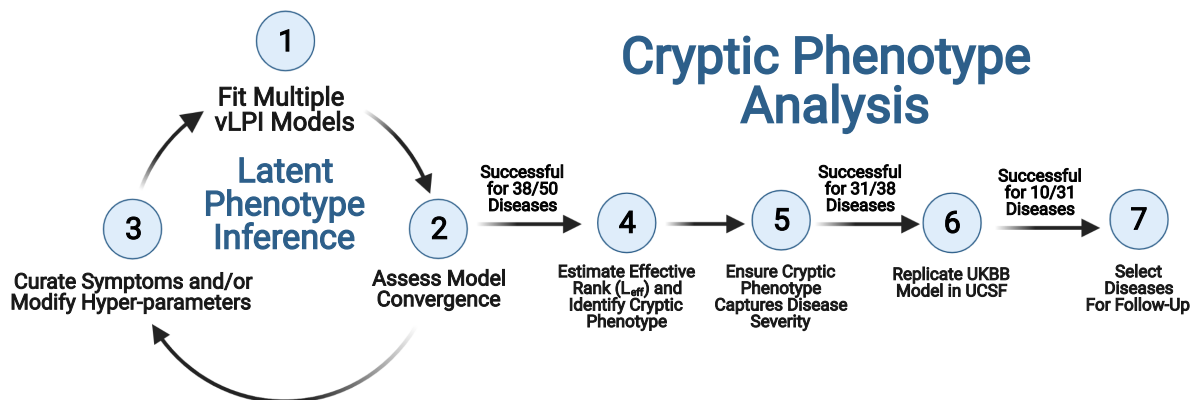 1
Fit Multiple
vLPI Models
Latent
Phenotype
Inference
3
Curate Symptoms and/or
Modify Hyper-parameters
2
Assess Model
Convergence
Cryptic Phenotype
Analysis
Successful
for 38/50
Diseases
4
Estimate Effective
Rank (Leff) and
Identify Cryptic
Phenotype
5
Ensure Cryptic
Phenotype
Captures Disease
Severity
Successful
for 31/38
Diseases
6
Replicate UKBB
Model in UCSF
Successful
for 10/31
Diseases
7
Select
Diseases
For Follow-Up